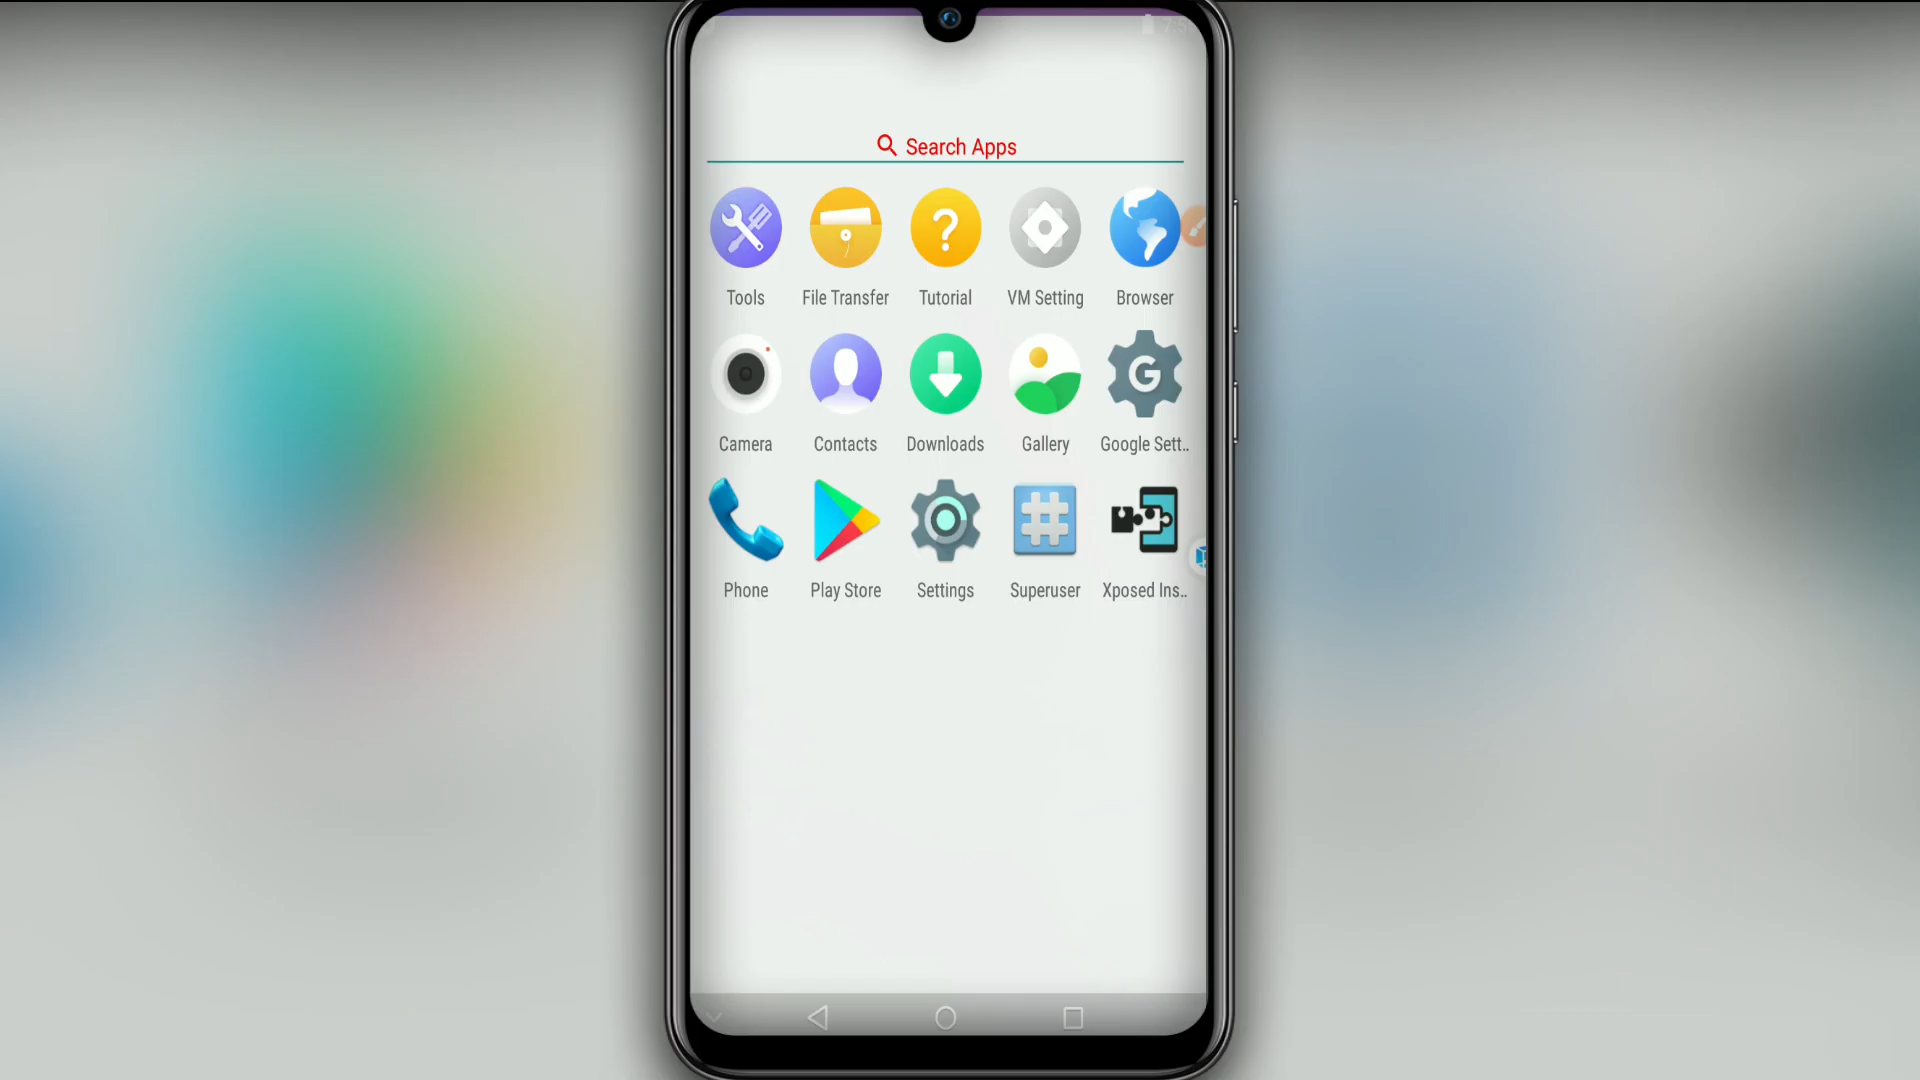 Search Apps
Tools
File Transfer
Tutorial
VM Setting
Browser
Camera
Contacts
Downloads
Gallery
Google Sett..
Phone
Play Store
Settings
Superuser
Xposed Ins..